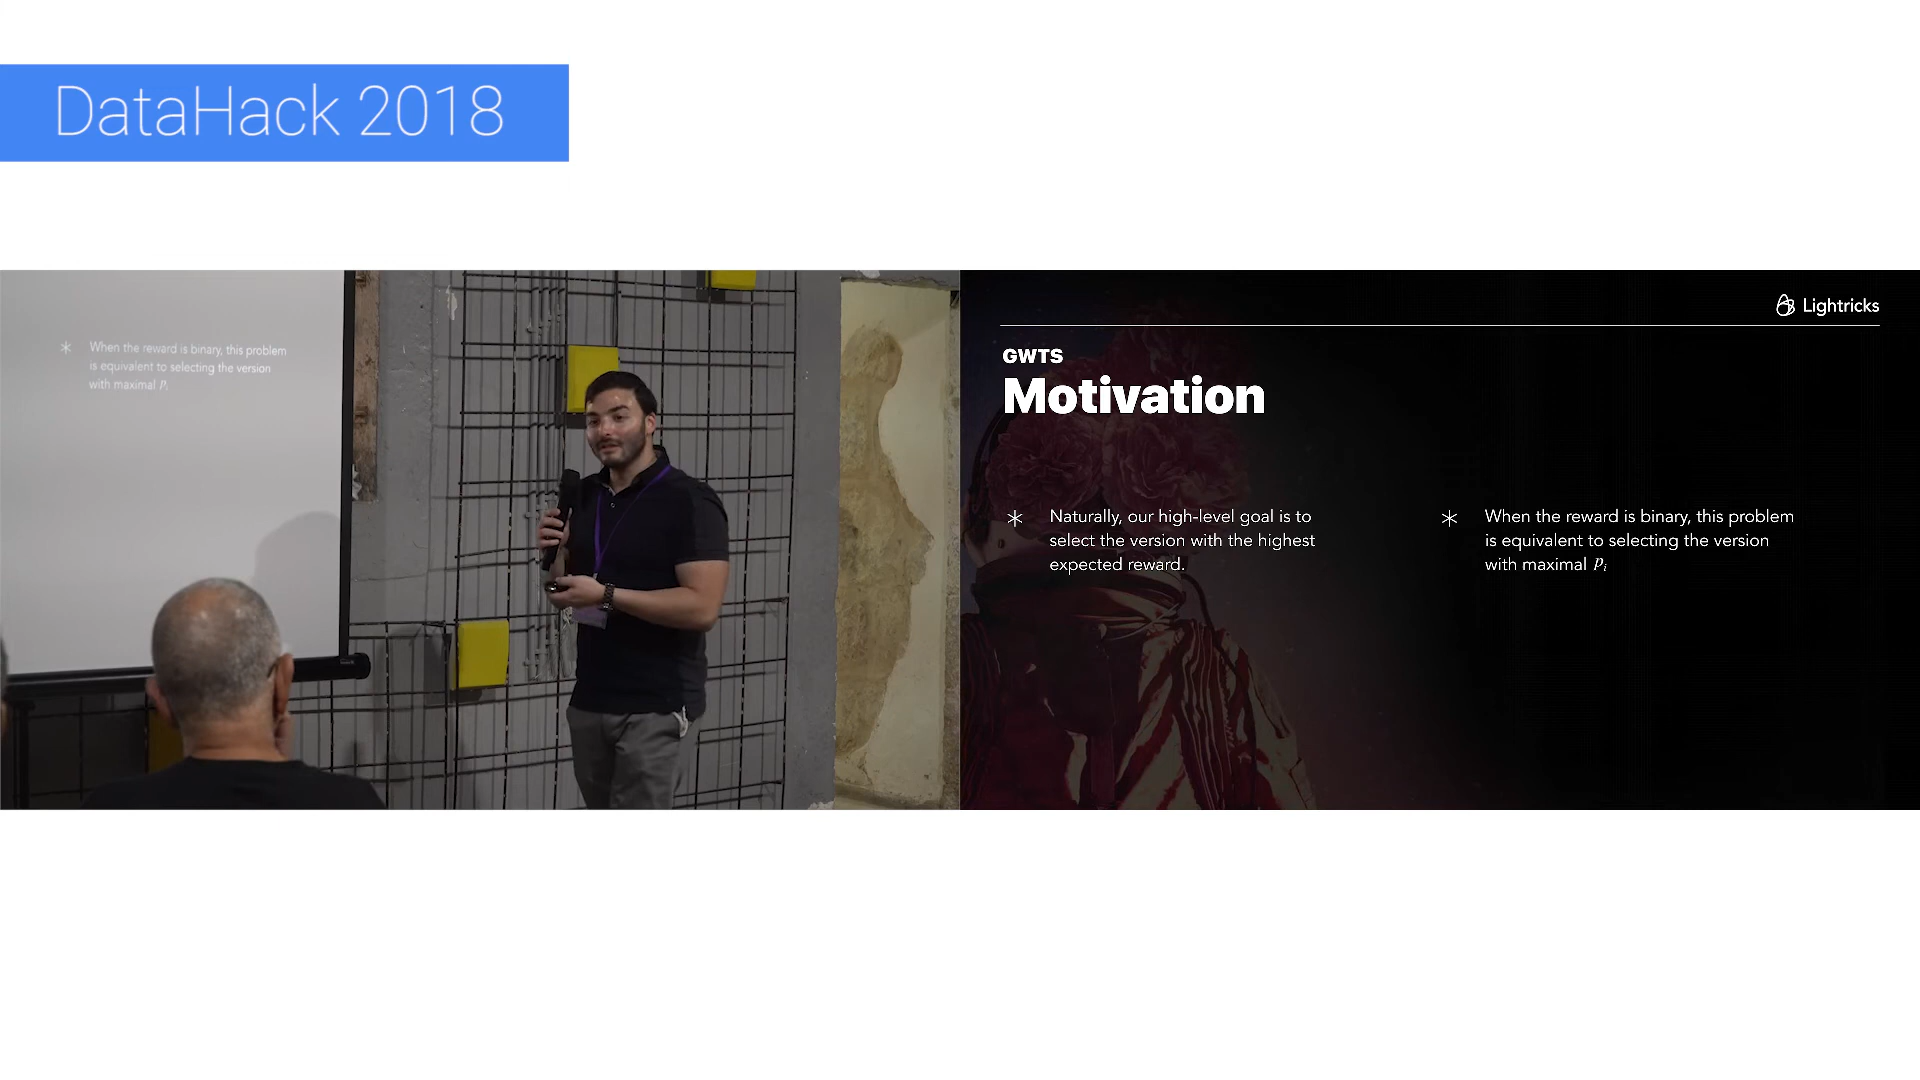 DataHack 2018
When the reward is binary, this problem
is equivalent to selecting the version
with maximal pᵢ
Lightricks
GWTS
Motivation
Naturally, our high-level goal is to
select the version with the highest
expected reward.
When the reward is binary, this problem
is equivalent to selecting the version
with maximal pᵢ